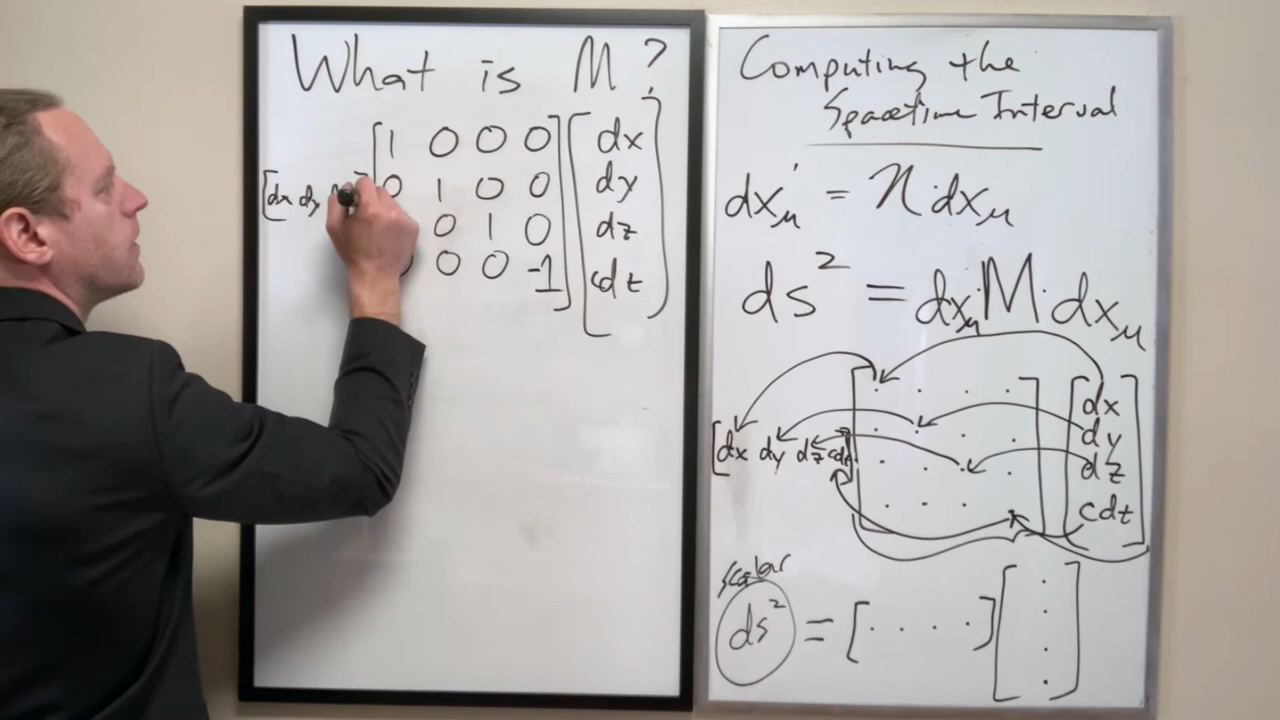 What is M?
[1 0 0 0] [dx]
[dx dy
0 1 0 0 dy
0 1 0 dz
0 0 -1 cdt
Computing the
Spacetime Interval
dx'μ = Λ dxμ
ds² = dxμ · M · dxμ
[dx dy dz cdt] [· · · ·] [dx]
dy
dz
cdt
scalar
ds² = [· · · ·] [· · · ·]